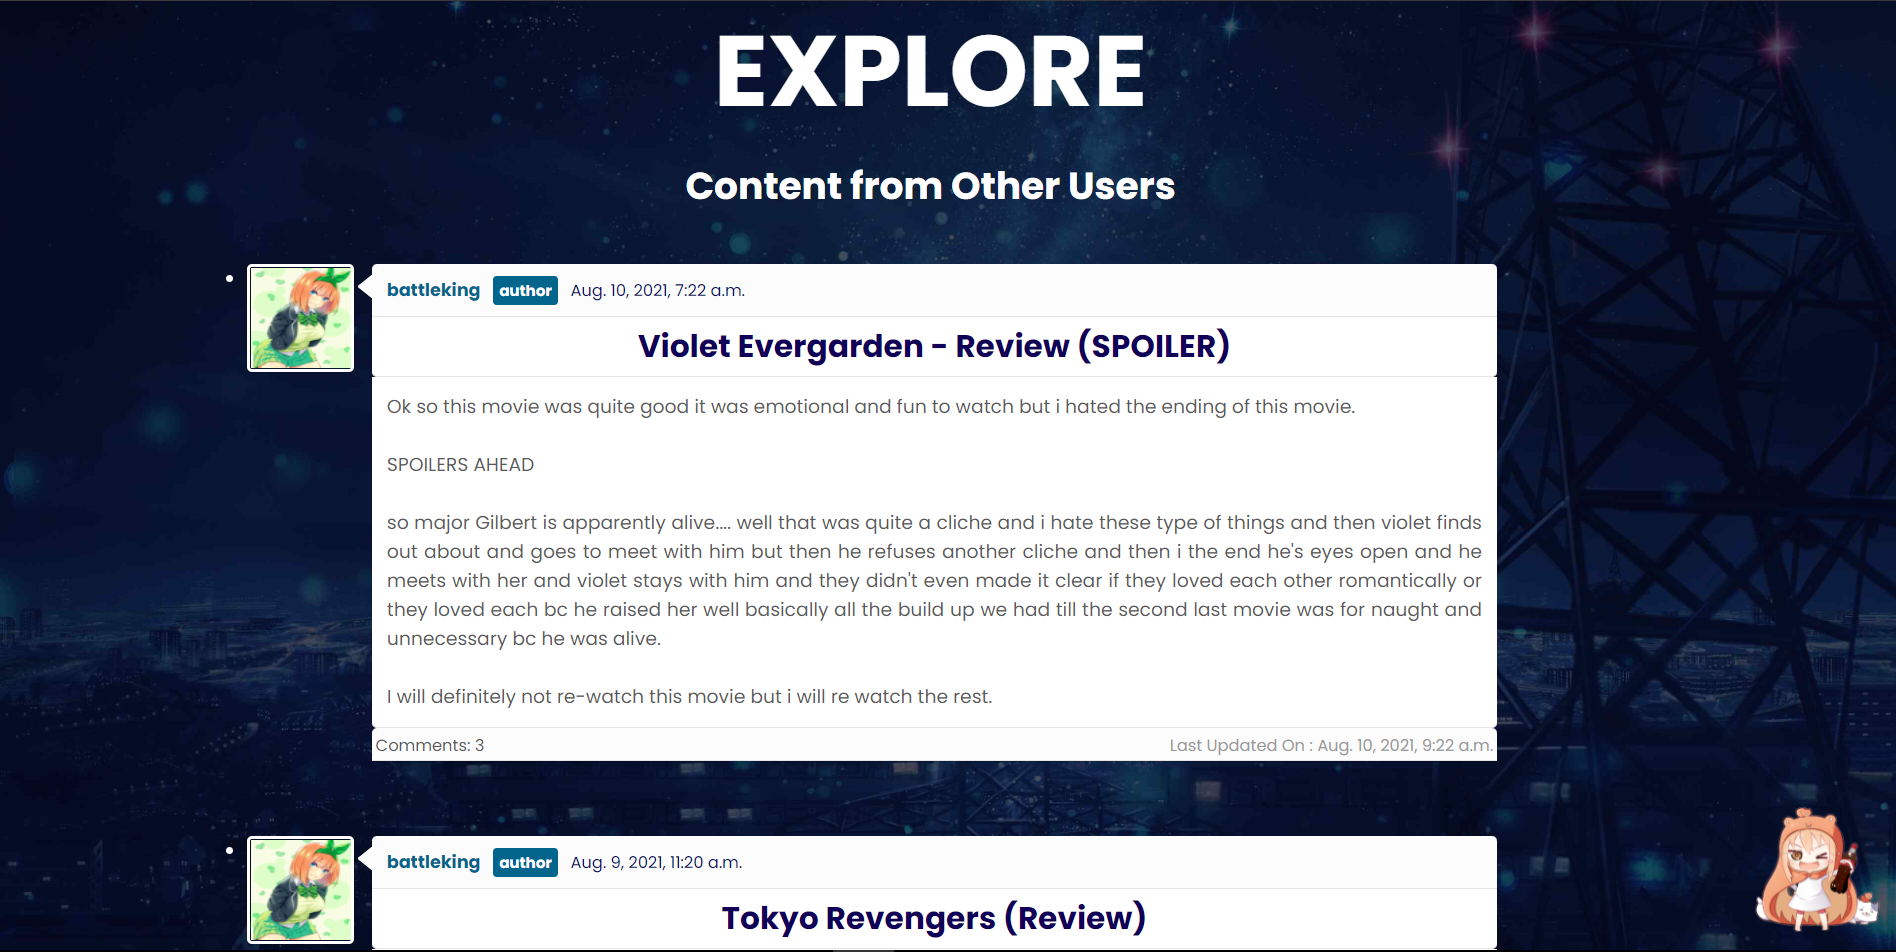 EXPLORE
Content from Other Users
battleking author Aug. 10, 2021, 7:22 a.m.
Violet Evergarden - Review (SPOILER)
Ok so this movie was quite good it was emotional and fun to watch but i hated the ending of this movie.
SPOILERS AHEAD
so major Gilbert is apparently alive.... well that was quite a cliche and i hate these type of things and then violet finds
out about and goes to meet with him but then he refuses another cliche and then i the end he's eyes open and he
meets with her and violet stays with him and they didn't even made it clear if they loved each other romantically or
they loved each bc he raised her well basically all the build up we had till the second last movie was for naught and
unnecessary bc he was alive.
I will definitely not re-watch this movie but i will re watch the rest.
Comments: 3 Last Updated On : Aug. 10, 2021, 9:22 a.m.
battleking author Aug. 9, 2021, 11:20 a.m.
Tokyo Revengers (Review)